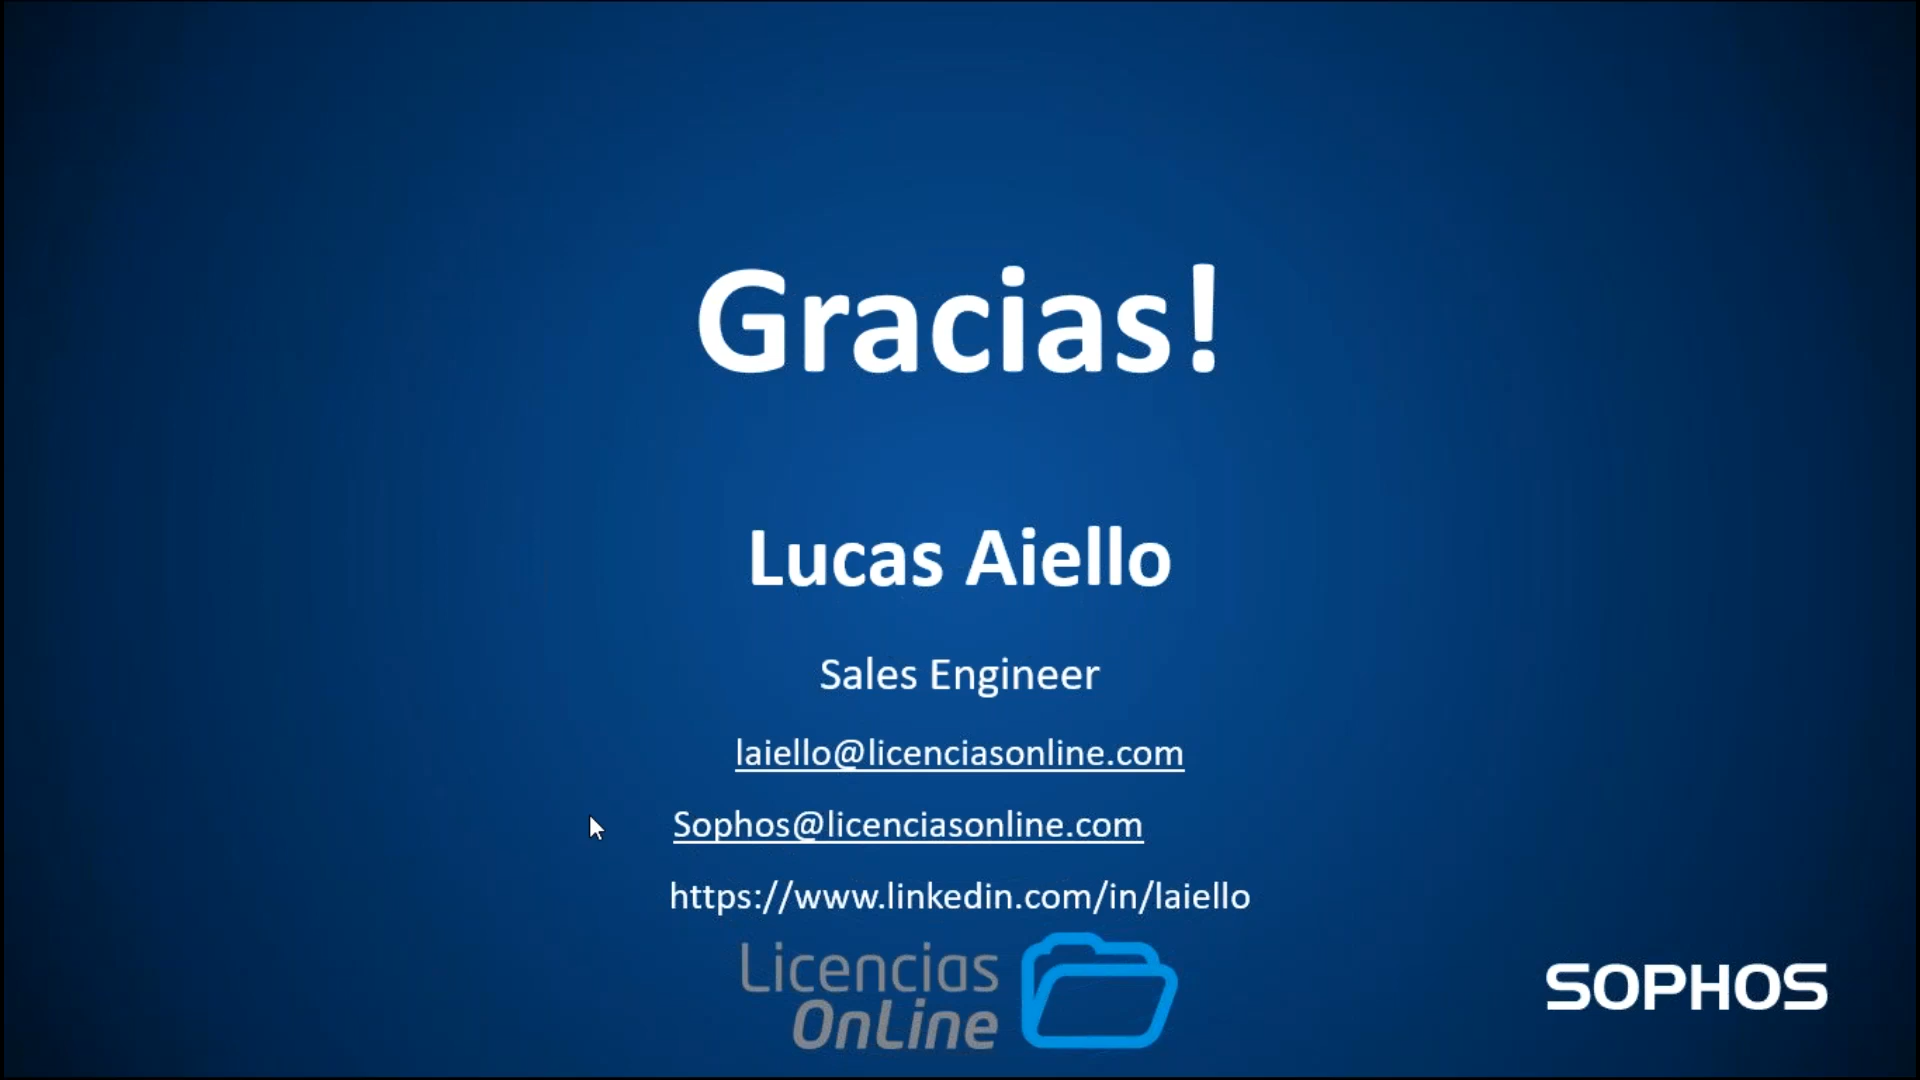 Gracias!
Lucas Aiello
Sales Engineer
laiello@licenciasonline.com
Sophos@licenciasonline.com
https://www.linkedin.com/in/laiello
Licencias
OnLine
SOPHOS